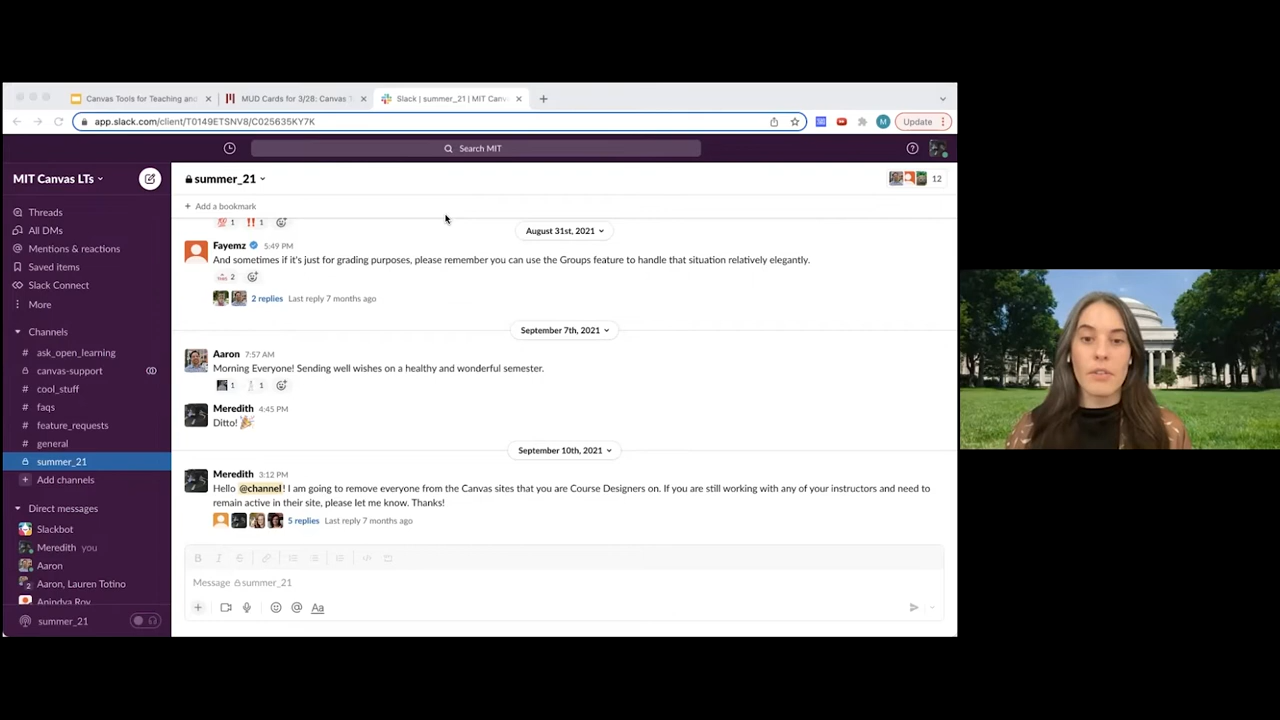 Canvas Tools for Teaching and
MUD Cards for 3/28: Canvas T
Slack | summer_21 | MIT Canv
app.slack.com/client/T0149ETSNV8/C025635KY7K
Update
Search MIT
MIT Canvas LTs
summer_21
12
Threads
Add a bookmark
All DMs
1
1
August 31st, 2021
Mentions & reactions
Fayemz 5:49 PM
And sometimes if it's just for grading purposes, please remember you can use the Groups feature to handle that situation relatively elegantly.
2
Saved items
Slack Connect
2 replies Last reply 7 months ago
More
Channels
September 7th, 2021
# ask_open_learning
Aaron 7:57 AM
canvas-support
Morning Everyone! Sending well wishes on a healthy and wonderful semester.
# cool_stuff
1
1
# faqs
Meredith 4:45 PM
# feature_requests
Ditto!
# general
September 10th, 2021
summer_21
Add channels
Meredith 3:12 PM
Hello @channel! I am going to remove everyone from the Canvas sites that you are Course Designers on. If you are still working with any of your instructors and need to
remain active in their site, please let me know. Thanks!
Direct messages
5 replies Last reply 7 months ago
Slackbot
Meredith you
Aaron
Message summer_21
2 Aaron, Lauren Totino
Anindya Roy
Aa
summer_21